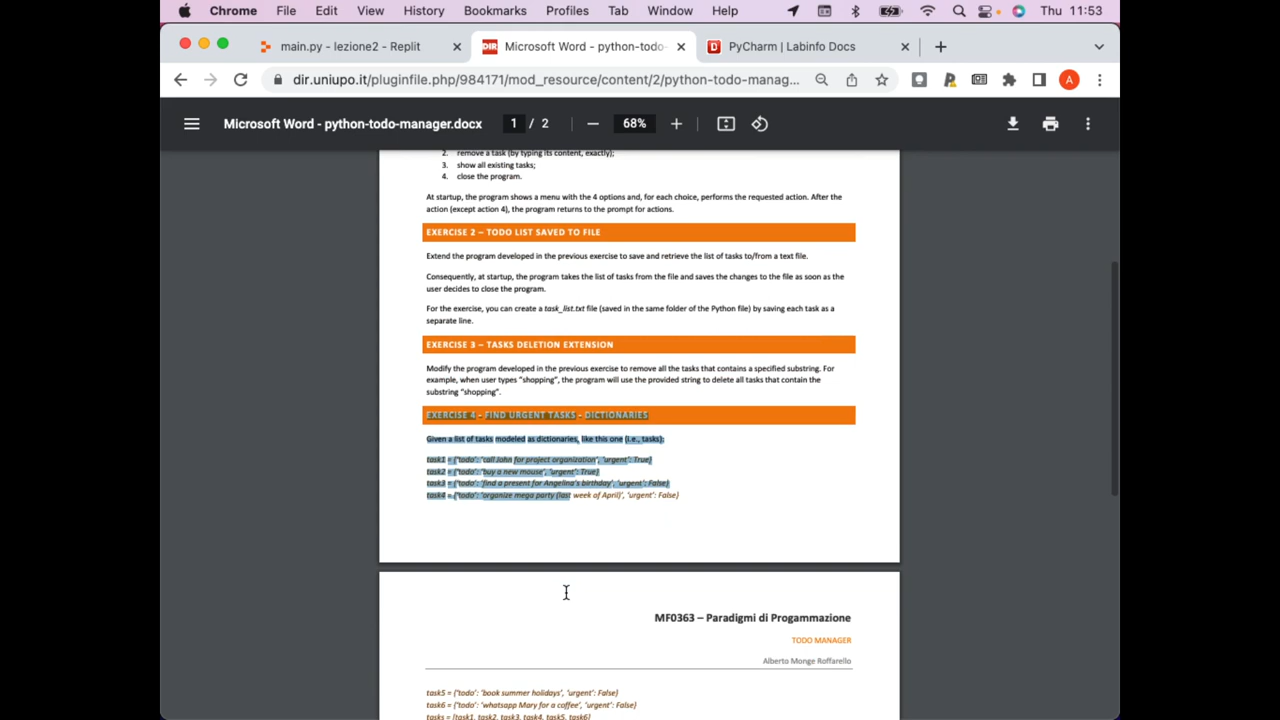 Chrome File Edit View History Bookmarks Profiles Tab Window Help Thu 11:53
main.py - lezione2 - Replit
DIR Microsoft Word - python-todo-
PyCharm | Labinfo Docs
dir.uniupo.it/pluginfile.php/984171/mod_resource/content/2/python-todo-manag...
A
Microsoft Word - python-todo-manager.docx 1 / 2 68%
2. remove a task (by typing its content, exactly);
3. show all existing tasks;
4. close the program.
At startup, the program shows a menu with the 4 options and, for each choice, performs the requested action. After the
action (except action 4), the program returns to the prompt for actions.
EXERCISE 2 – TODO LIST SAVED TO FILE
Extend the program developed in the previous exercise to save and retrieve the list of tasks to/from a text file.
Consequently, at startup, the program takes the list of tasks from the file and saves the changes to the file as soon as the
user decides to close the program.
For the exercise, you can create a task_list.txt file (saved in the same folder of the Python file) by saving each task as a
separate line.
EXERCISE 3 – TASKS DELETION EXTENSION
Modify the program developed in the previous exercise to remove all the tasks that contains a specified substring. For
example, when user types "shopping", the program will use the provided string to delete all tasks that contain the
substring "shopping".
EXERCISE 4 - FIND URGENT TASKS - DICTIONARIES
Given a list of tasks modeled as dictionaries, like this one (i.e., tasks):
task1 = {'todo': 'call John for project organization', 'urgent': True}
task2 = {'todo': 'buy a new mouse', 'urgent': True}
task3 = {'todo': 'find a present for Angelina's birthday', 'urgent': False}
task4 = {'todo': 'organize mega party (last week of April)', 'urgent': False}
MF0363 – Paradigmi di Progammazione
TODO MANAGER
Alberto Monge Roffarello
task5 = {'todo': 'book summer holidays', 'urgent': False}
task6 = {'todo': 'whatsapp Mary for a coffee', 'urgent': False}
tasks = [task1, task2, task3, task4, task5, task6]